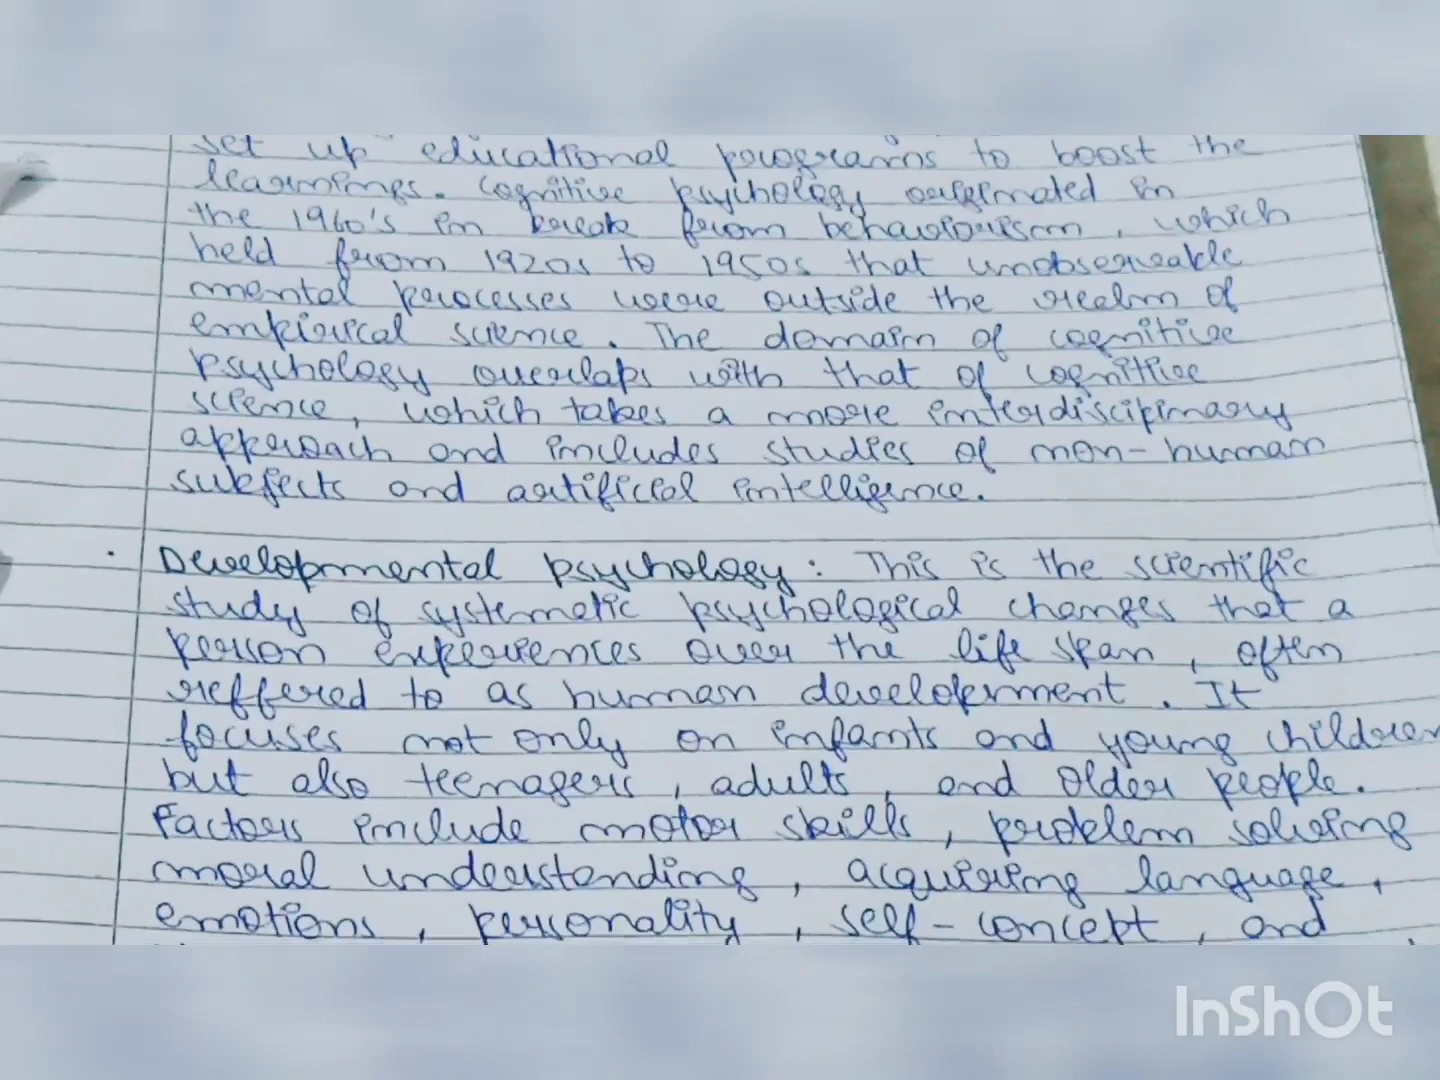 set up educational programs to boost the
learnings. Cognitive psychology originated in
the 1960's in break from behaviourism, which
held from 1920s to 1950s that unobserveable
mental processes were outside the realm of
empirical science. The domain of cognitive
psychology overlaps with that of cognitive
science, which takes a more interdisciplinary
approach and includes studies of non-human
subjects and artificial intelligence.
· Developmental psychology: This is the scientific
study of systematic psychological changes that a
person experiences over the life span, often
reffered to as human development. It
focuses not only on infants and young children
but also teenagers, adults, and older people.
Factors include motor skills, problem solving
moral understanding, acquiring language,
emotions, personality, self-concept, and
InShOt